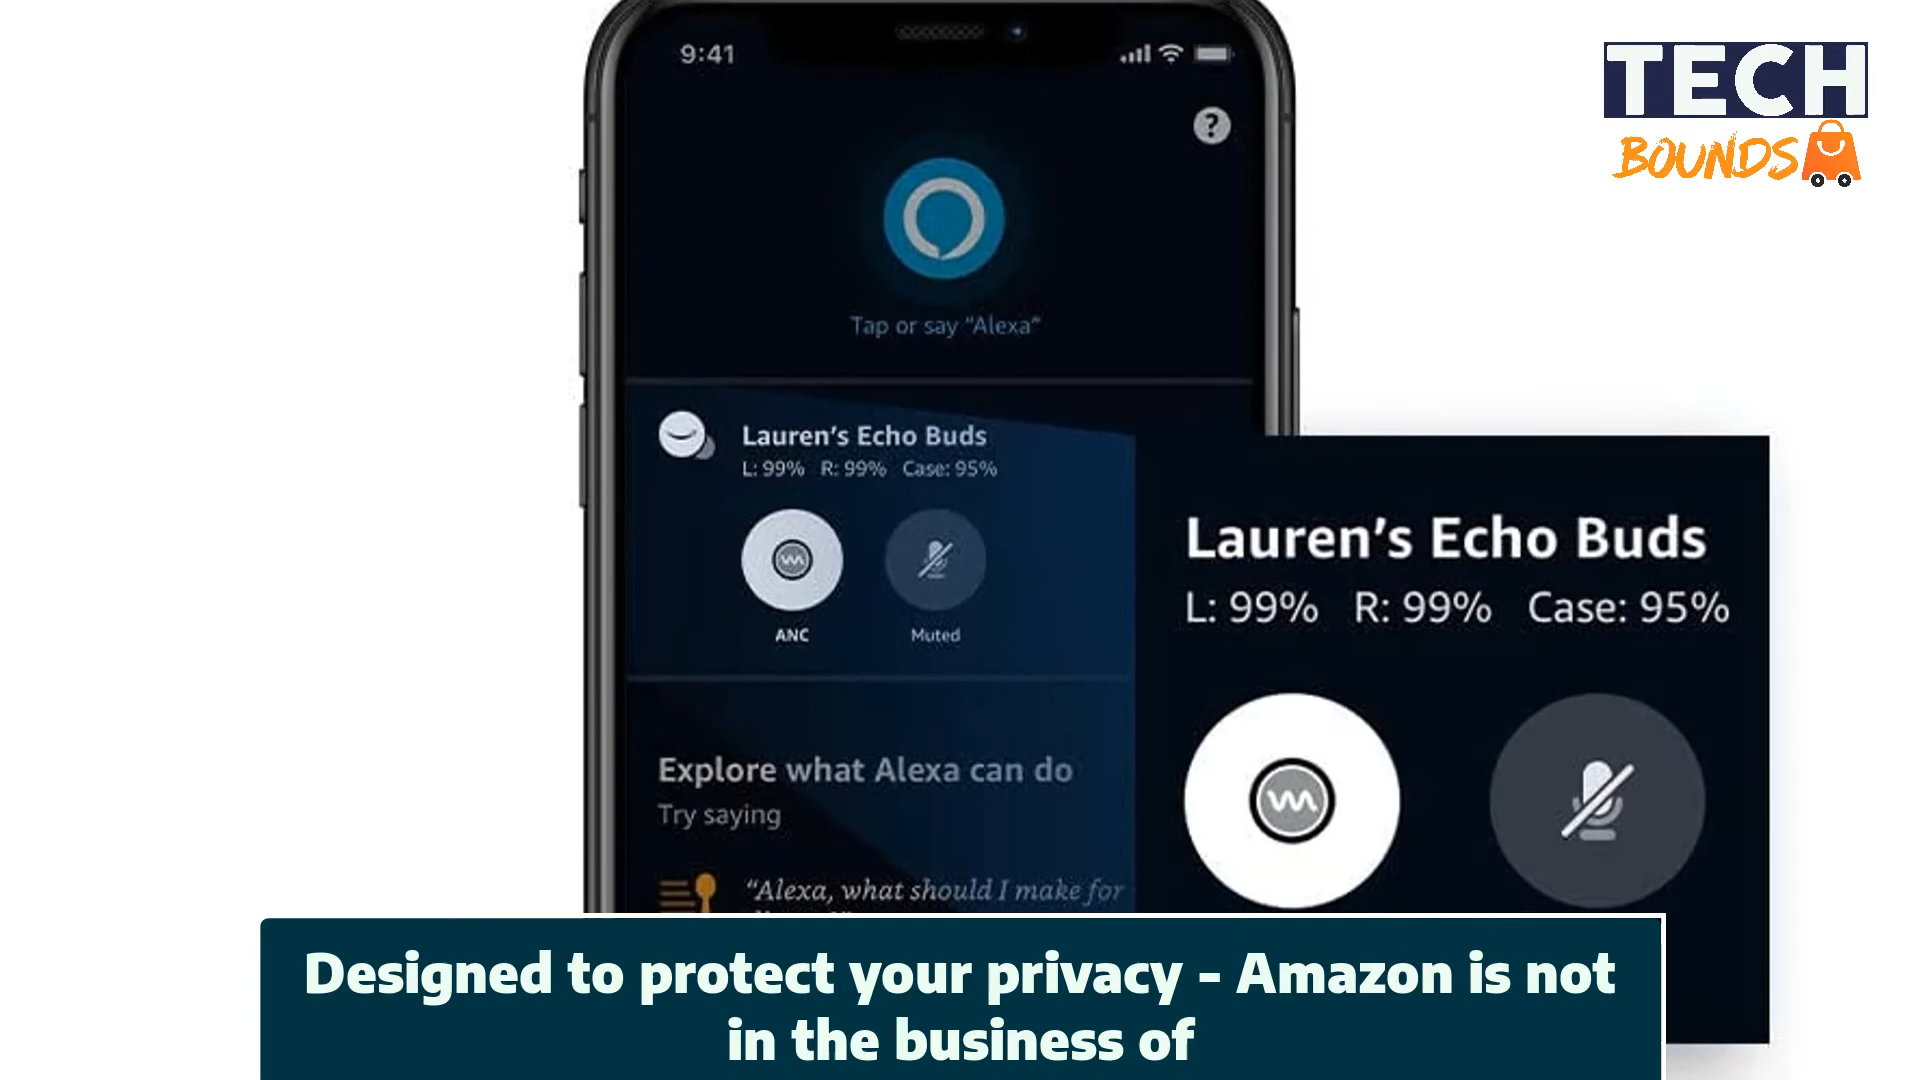 9:41
TECH
BOUNDS
?
Tap or say “Alexa”
Lauren’s Echo Buds
L: 99% R: 99% Case: 95%
ANC
Muted
Lauren’s Echo Buds
L: 99% R: 99% Case: 95%
Explore what Alexa can do
Try saying
“Alexa, what should I make for
Designed to protect your privacy - Amazon is not
in the business of